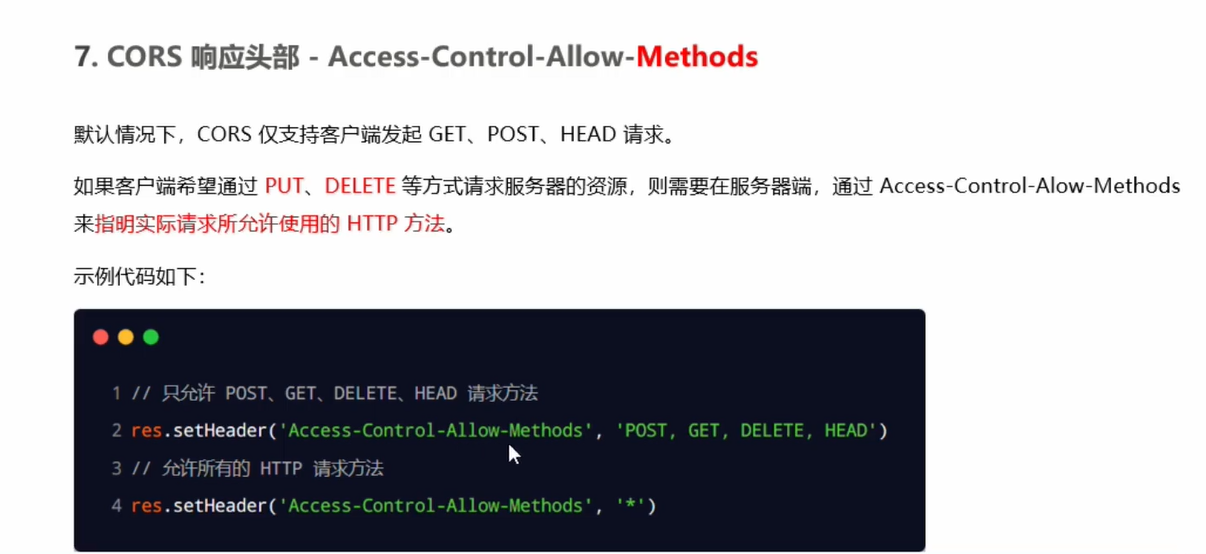 7. CORS 响应头部 - Access-Control-Allow-Methods
默认情况下，CORS 仅支持客户端发起 GET、POST、HEAD 请求。
如果客户端希望通过 PUT、DELETE 等方式请求服务器的资源，则需要在服务器端，通过 Access-Control-Alow-Methods
来指明实际请求所允许使用的 HTTP 方法。
示例代码如下：
1 // 只允许 POST、GET、DELETE、HEAD 请求方法
2 res.setHeader('Access-Control-Allow-Methods', 'POST, GET, DELETE, HEAD')
3 // 允许所有的 HTTP 请求方法
4 res.setHeader('Access-Control-Allow-Methods', '*')